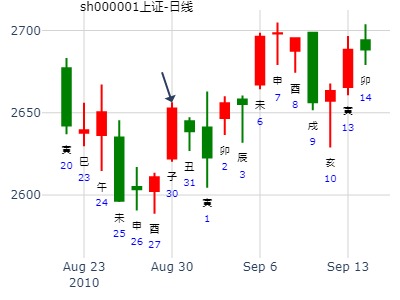 sh000001上证-日线
2700
2650
2600
寅
20
巳
23
午
24
未
25
申
26
酉
27
子
30
丑
31
寅
1
卯
2
辰
3
未
6
申
7
酉
8
戌
9
亥
10
寅
13
卯
14
Aug 23
2010
Aug 30
Sep 6
Sep 13